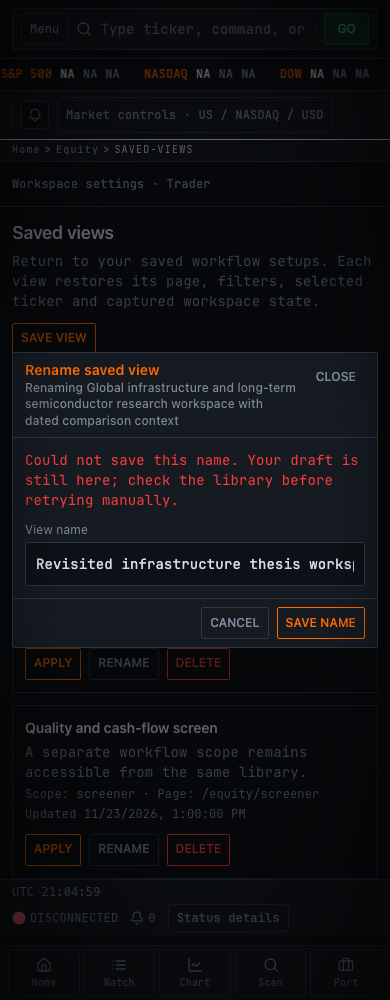 Menu
Type ticker, command, or
GO
S&P 500 NA NA NA NASDAQ NA NA NA DOW NA NA NA
Market controls · US / NASDAQ / USD
Home > Equity > SAVED-VIEWS
Workspace settings · Trader
Saved views
Return to your saved workflow setups. Each
view restores its page, filters, selected
ticker and captured workspace state.
SAVE VIEW
Rename saved view
CLOSE
Renaming Global infrastructure and long-term
semiconductor research workspace with
dated comparison context
Could not save this name. Your draft is
still here; check the library before
retrying manually.
View name
Revisited infrastructure thesis works
CANCEL
SAVE NAME
APPLY
RENAME
DELETE
Quality and cash-flow screen
A separate workflow scope remains
accessible from the same library.
Scope: screener · Page: /equity/screener
Updated 11/23/2026, 1:00:00 PM
APPLY
RENAME
DELETE
UTC 21:04:59
DISCONNECTED
0
Status details
Home
Watch
Chart
Scan
Port